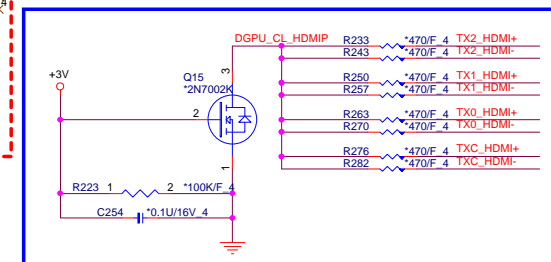 4
DGPU_CL_HDMIP
R233 *470/F_4 TX2_HDMI+
R243 *470/F_4 TX2_HDMI-
+3V
Q15
*2N7002K
3
2
1
R250 *470/F_4 TX1_HDMI+
R257 *470/F_4 TX1_HDMI-
R263 *470/F_4 TX0_HDMI+
R270 *470/F_4 TX0_HDMI-
R276 *470/F_4 TXC_HDMI+
R282 *470/F_4 TXC_HDMI-
R223 1 2 *100K/F_4
C254 *0.1U/16V_4